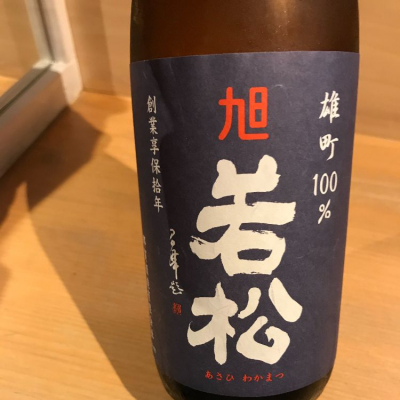 雄町100%
旭
若松
あさひ わかまつ
創業享保拾年